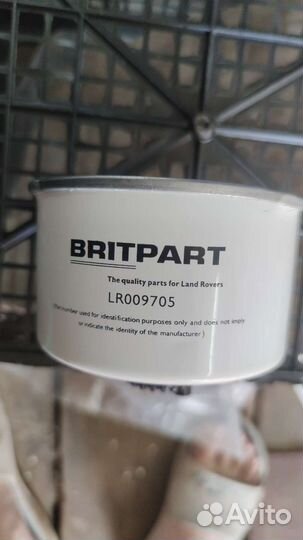 BRITPART
The quality parts for Land Rovers
LR009705
(The number used for identification purposes only and does not imply
or indicate the identity of the manufacturer)
Avito